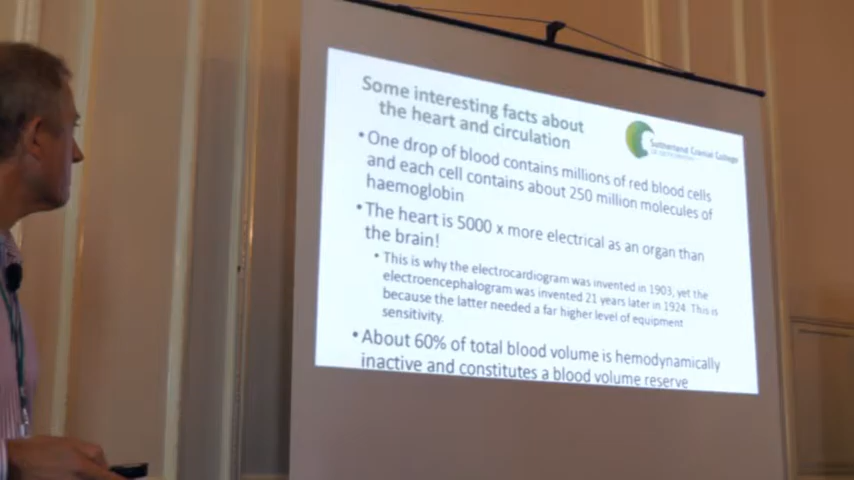 Some interesting facts about
the heart and circulation
Sutherland Cranial College
• One drop of blood contains millions of red blood cells
and each cell contains about 250 million molecules of
haemoglobin
• The heart is 5000 x more electrical as an organ than
the brain!
• This is why the electrocardiogram was invented in 1903, yet the
electroencephalogram was invented 21 years later in 1924. This is
because the latter needed a far higher level of equipment
sensitivity.
• About 60% of total blood volume is hemodynamically
inactive and constitutes a blood volume reserve